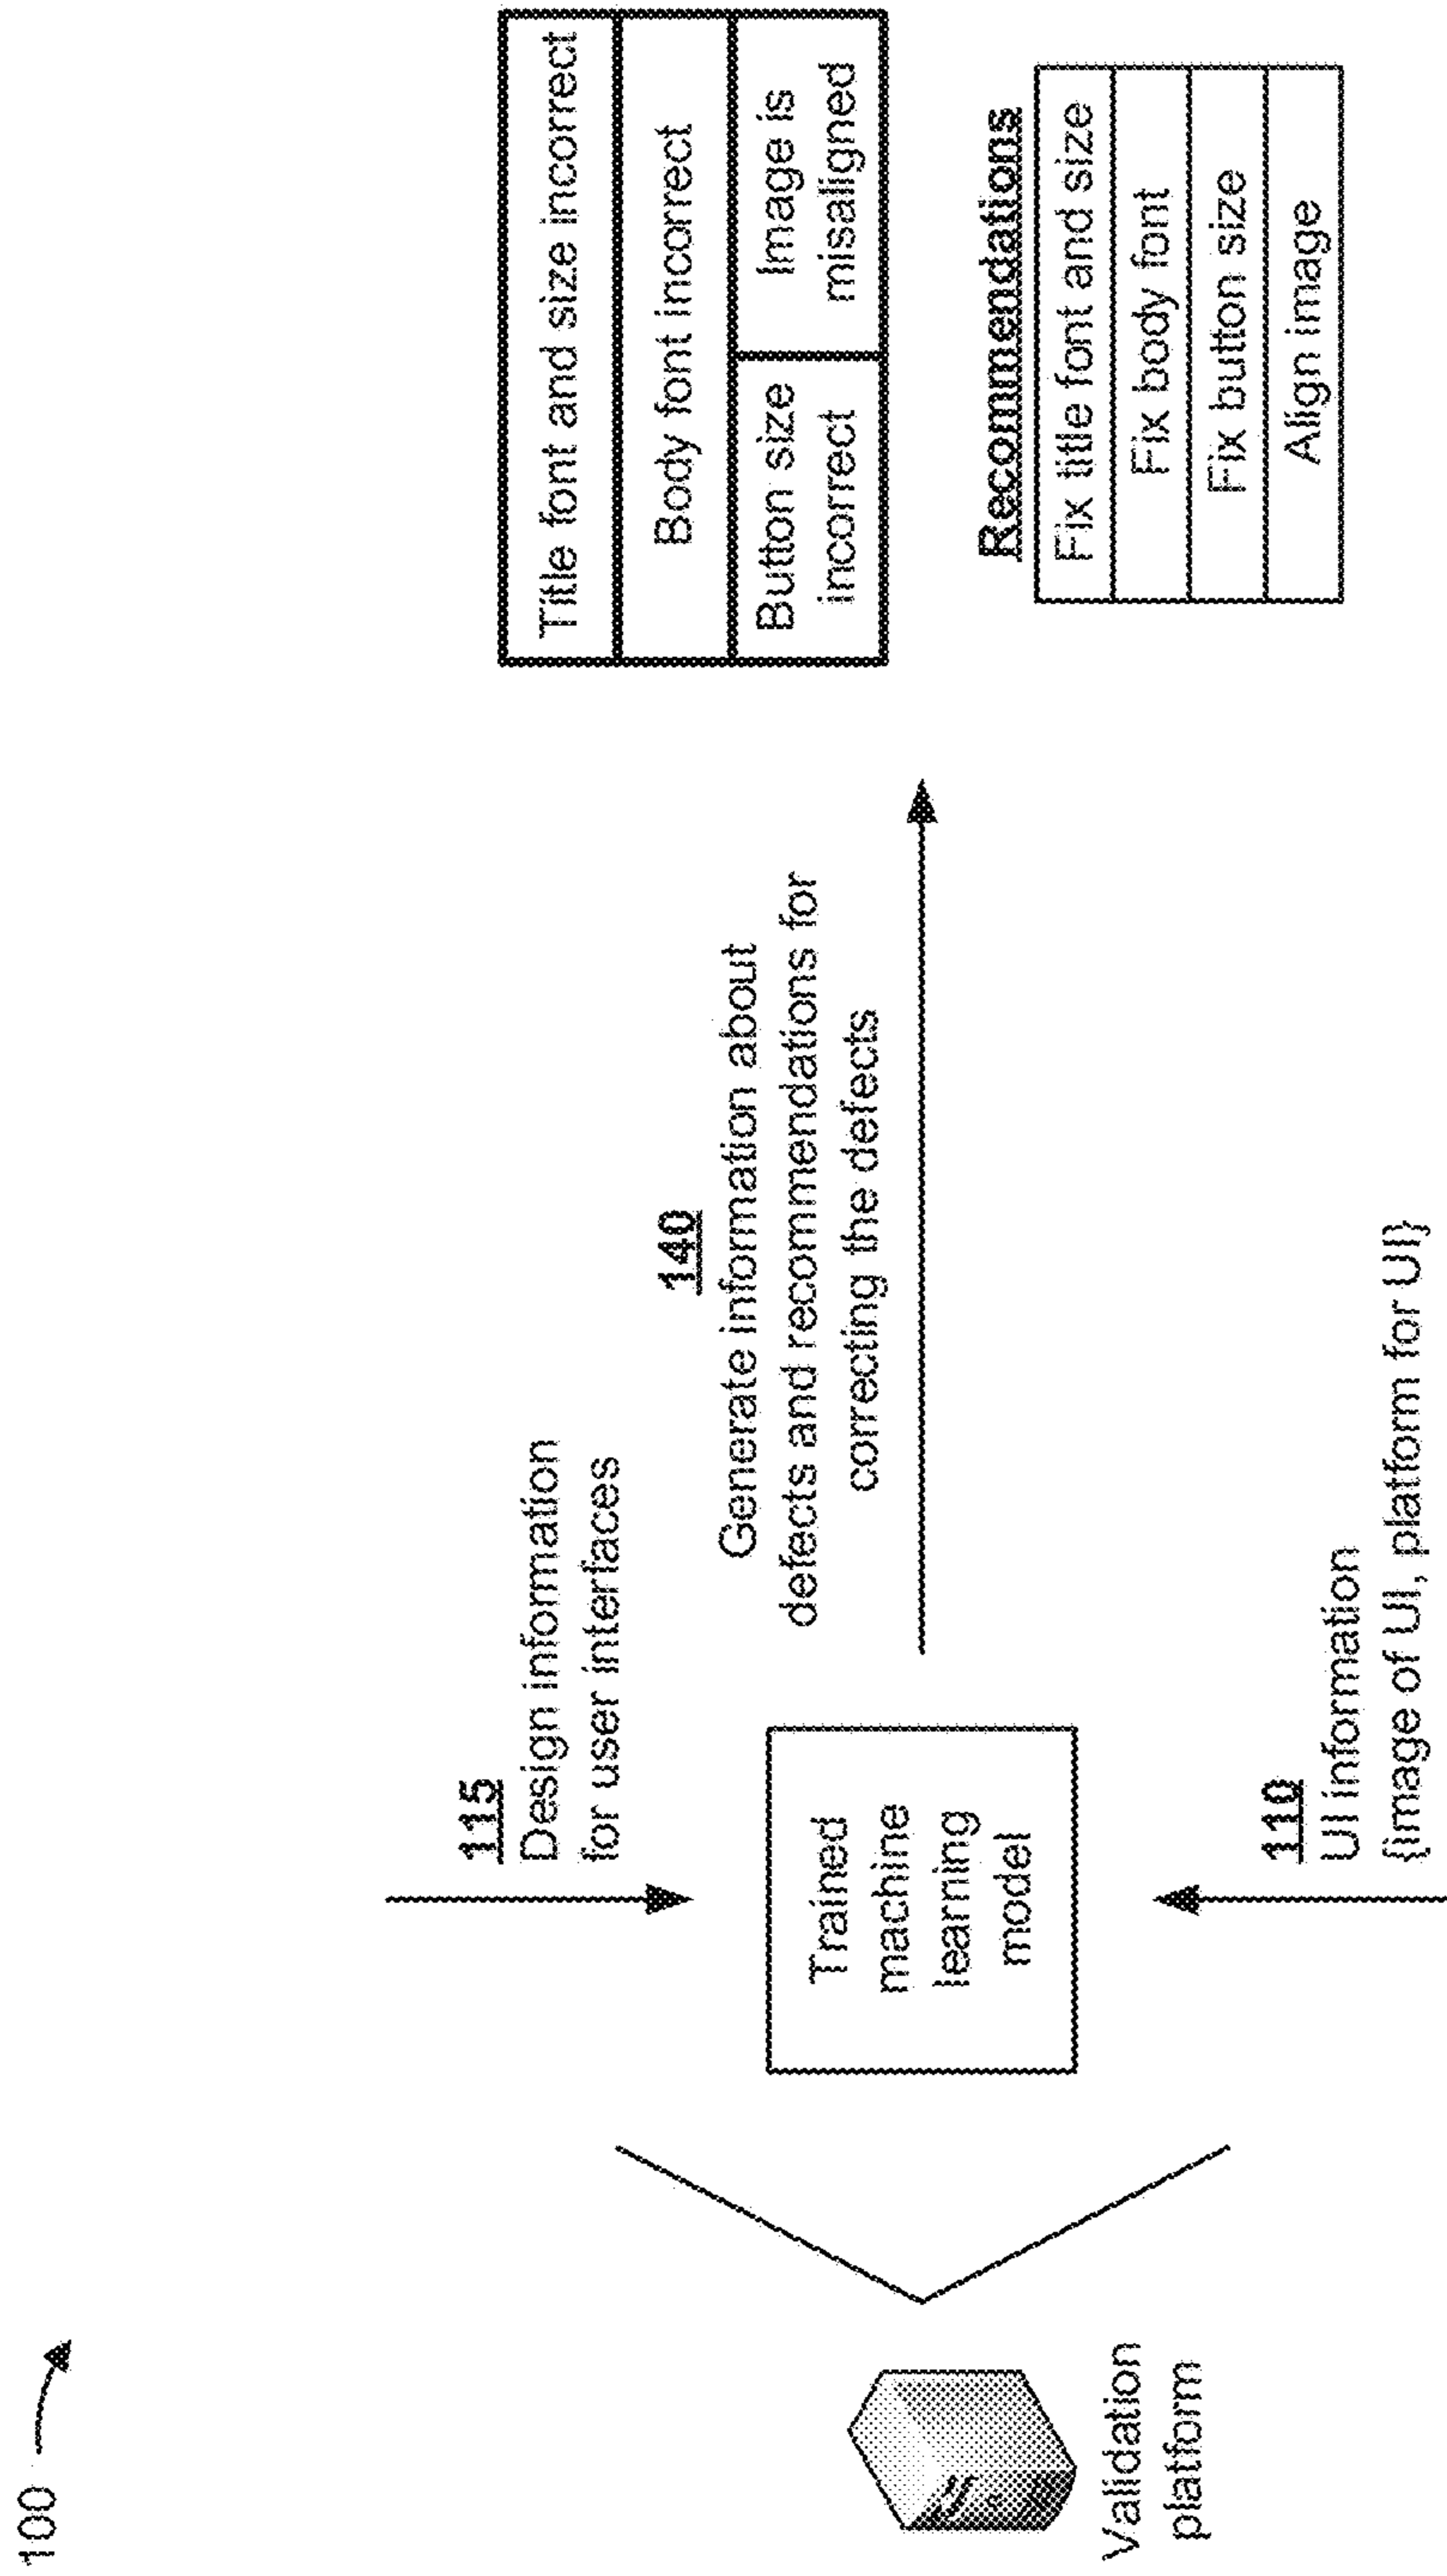 100
115
Design information
for user interfaces
140
Generate information about
defects and recommendations for
correcting the defects
Title font and size incorrect
Body font incorrect
Button size
incorrect
Image is
misaligned
Trained
machine
learning
model
Validation
platform
Recommendations
Fix title font and size
Fix body font
Fix button size
Align image
110
UI information
{image of UI, platform for UI}